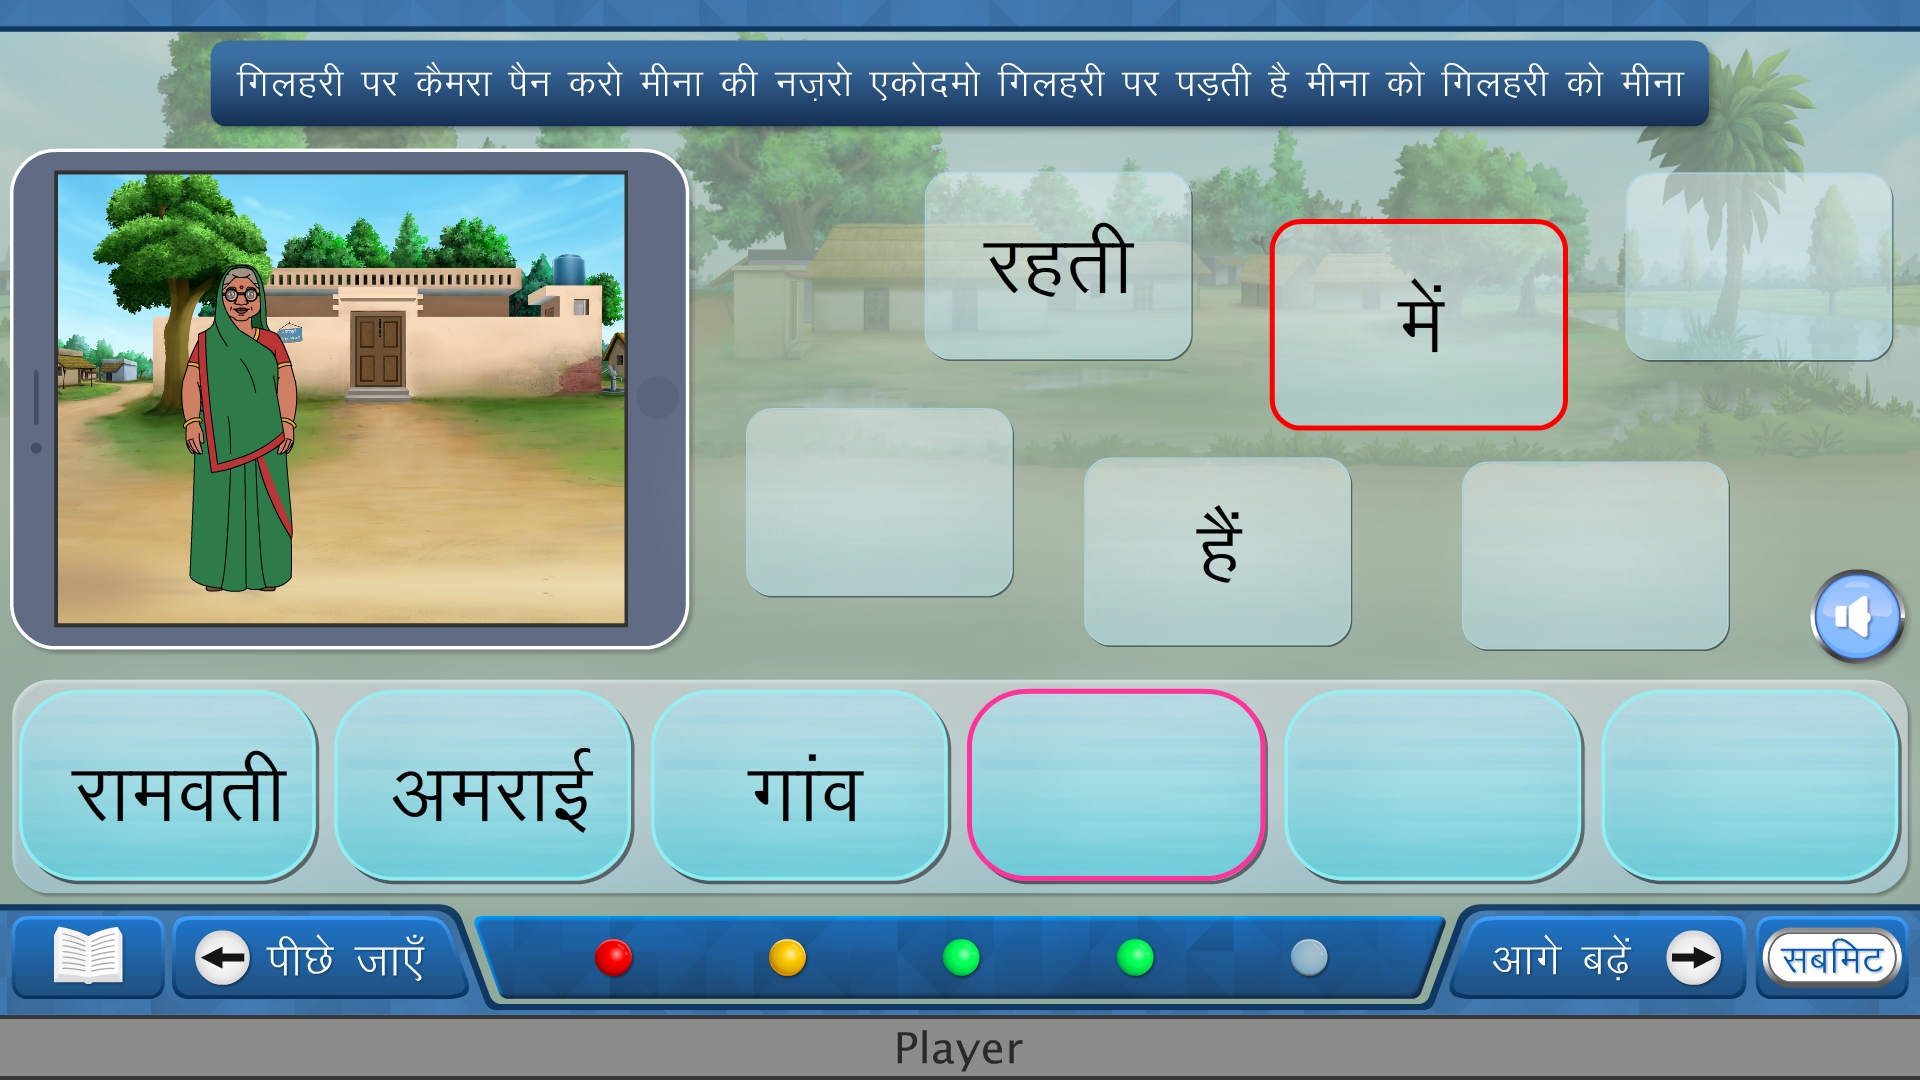 गिलहरी पर कैमरा पैन करो मीना की नज़रो एकोदमो गिलहरी पर पड़ती है मीना को गिलहरी को मीना
रहती
में
हैं
रामवती अमराई गांव
पीछे जाएँ
आगे बढ़ें
सबमिट
Player